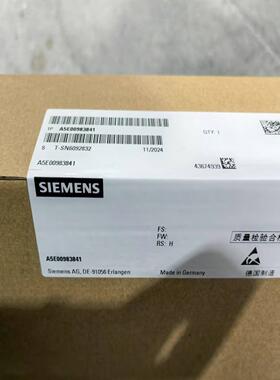 1P A5E00983841
QTY. 1
S T-SN6092632 11/2024
A5E00983841
43674939
SIEMENS
FS:
FW:
RS: H
质量检验合格
A5E00983841
Siemens AG, DE-91056 Erlangen
Made in Germany
德国制造